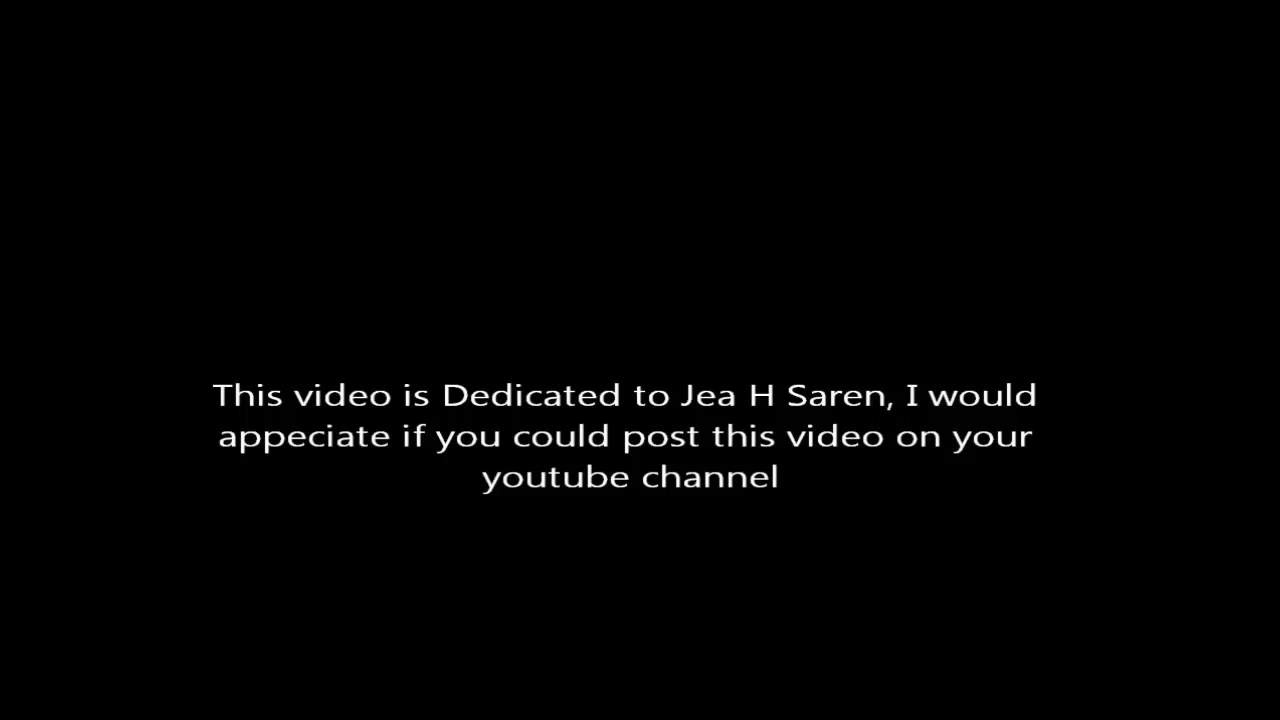 This video is Dedicated to Jea H Saren, I would
appeciate if you could post this video on your
youtube channel